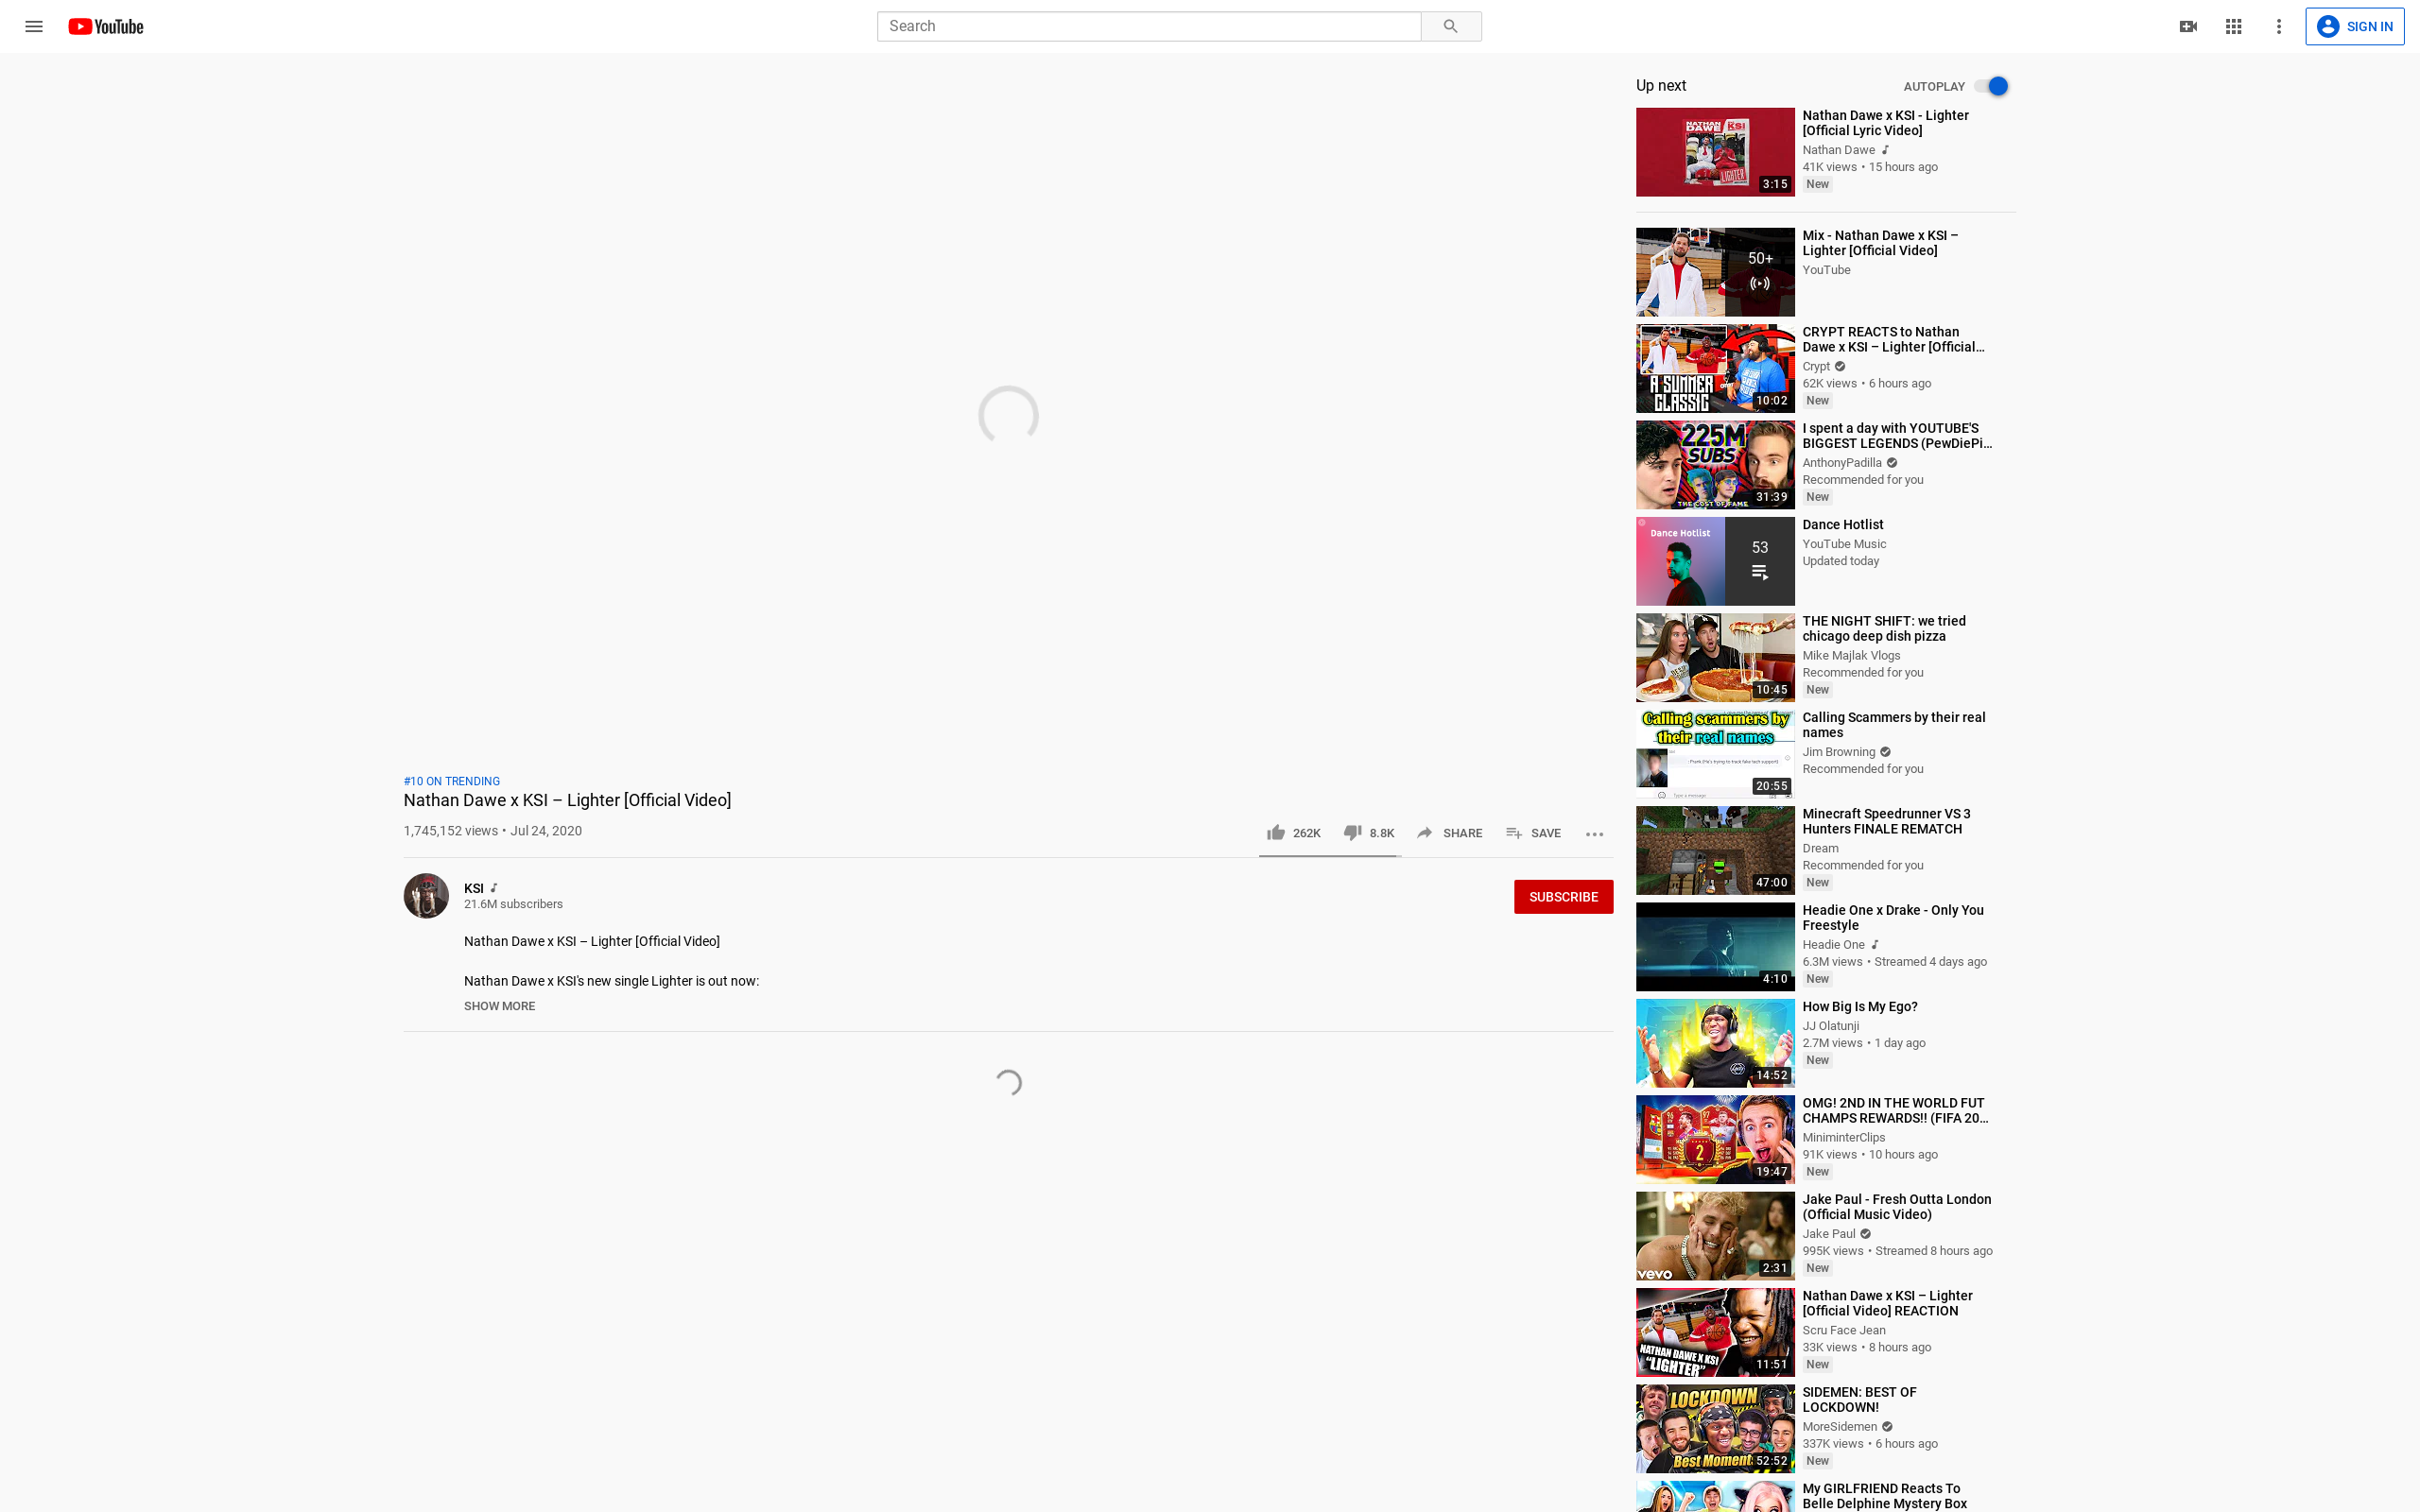 YouTube
Search
SIGN IN
#10 ON TRENDING
Nathan Dawe x KSI – Lighter [Official Video]
1,745,152 views • Jul 24, 2020
262K
8.8K
SHARE
SAVE
KSI
21.6M subscribers
SUBSCRIBE
Nathan Dawe x KSI – Lighter [Official Video]
Nathan Dawe x KSI's new single Lighter is out now:
SHOW MORE
Up next
AUTOPLAY
NATHAN DAWE
KSI
LIGHTER
3:15
Nathan Dawe x KSI - Lighter
[Official Lyric Video]
Nathan Dawe
41K views • 15 hours ago
New
50+
Mix - Nathan Dawe x KSI –
Lighter [Official Video]
YouTube
A SUMMER
CLASSIC
10:02
CRYPT REACTS to Nathan
Dawe x KSI – Lighter [Official...
Crypt
62K views • 6 hours ago
New
225M
SUBS
THE COST OF FAME
31:39
I spent a day with YOUTUBE'S
BIGGEST LEGENDS (PewDiePi...
AnthonyPadilla
Recommended for you
New
Dance Hotlist
53
Dance Hotlist
YouTube Music
Updated today
10:45
THE NIGHT SHIFT: we tried
chicago deep dish pizza
Mike Majlak Vlogs
Recommended for you
New
Calling scammers by
their real names
20:55
Calling Scammers by their real
names
Jim Browning
Recommended for you
47:00
Minecraft Speedrunner VS 3
Hunters FINALE REMATCH
Dream
Recommended for you
New
4:10
Headie One x Drake - Only You
Freestyle
Headie One
6.3M views • Streamed 4 days ago
New
14:52
How Big Is My Ego?
JJ Olatunji
2.7M views • 1 day ago
New
2
19:47
OMG! 2ND IN THE WORLD FUT
CHAMPS REWARDS!! (FIFA 20...
MiniminterClips
91K views • 10 hours ago
New
vevo
2:31
Jake Paul - Fresh Outta London
(Official Music Video)
Jake Paul
995K views • Streamed 8 hours ago
New
NATHAN DAWE X KSI
"LIGHTER"
11:51
Nathan Dawe x KSI – Lighter
[Official Video] REACTION
Scru Face Jean
33K views • 8 hours ago
New
LOCKDOWN
Best Moment
52:52
SIDEMEN: BEST OF
LOCKDOWN!
MoreSidemen
337K views • 6 hours ago
New
My GIRLFRIEND Reacts To
Belle Delphine Mystery Box